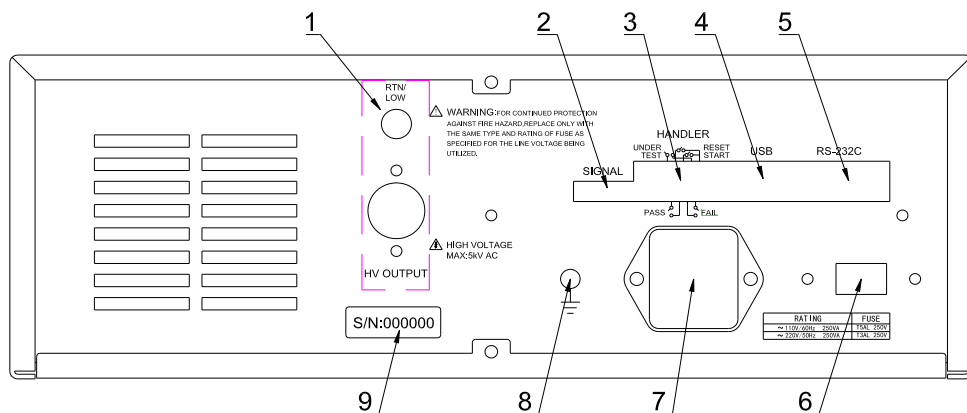 1
2
3
4
5
RTN/
LOW
WARNING:FOR CONTINUED PROTECTION
AGAINST FIRE HAZARD,REPLACE ONLY WITH
THE SAME TYPE AND RATING OF FUSE AS
SPECIFIED FOR THE LINE VOLTAGE BEING
UTILIZED.
HANDLER
UNDER
TEST
RESET
START
USB
RS-232C
SIGNAL
PASS
FAIL
HIGH VOLTAGE
MAX:5kV AC
HV OUTPUT
S/N:000000
RATING FUSE
~110V/60Hz 250VA T5AL 250V
~220V/50Hz 250VA T3AL 250V
9
8
7
6